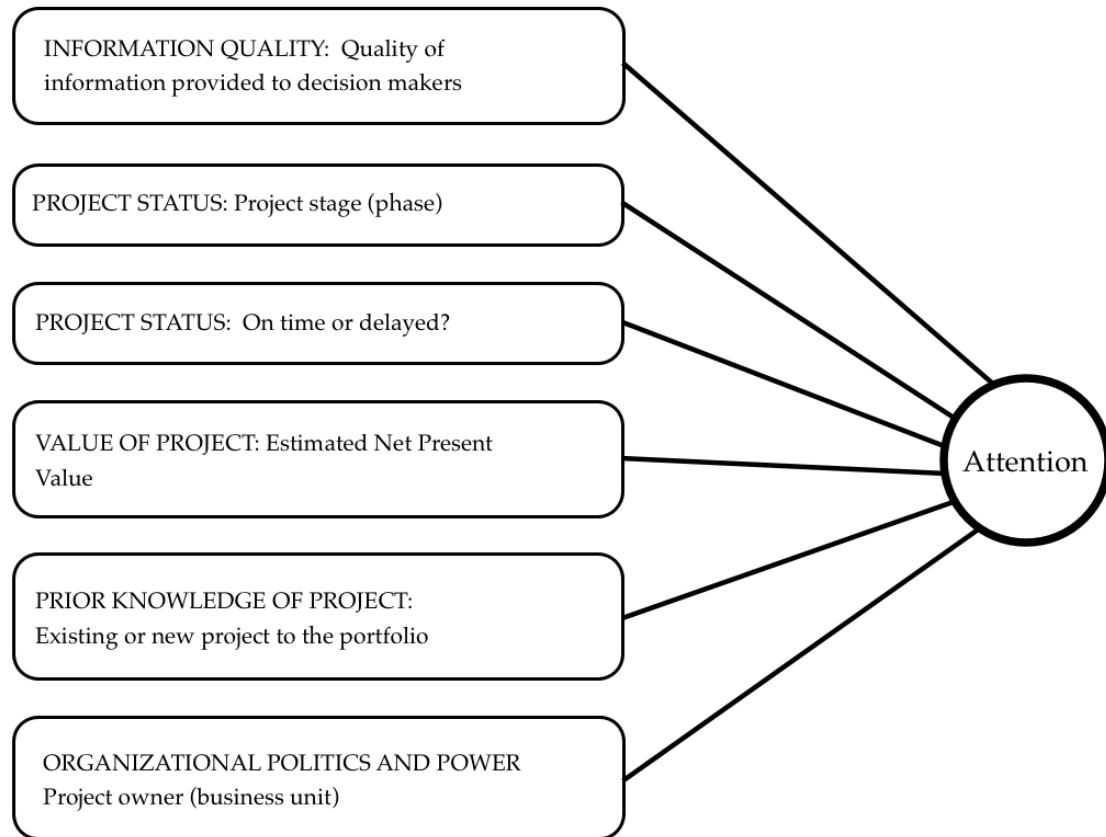 INFORMATION QUALITY: Quality of
information provided to decision makers
PROJECT STATUS: Project stage (phase)
PROJECT STATUS: On time or delayed?
VALUE OF PROJECT: Estimated Net Present
Value
Attention
PRIOR KNOWLEDGE OF PROJECT:
Existing or new project to the portfolio
ORGANIZATIONAL POLITICS AND POWER
Project owner (business unit)